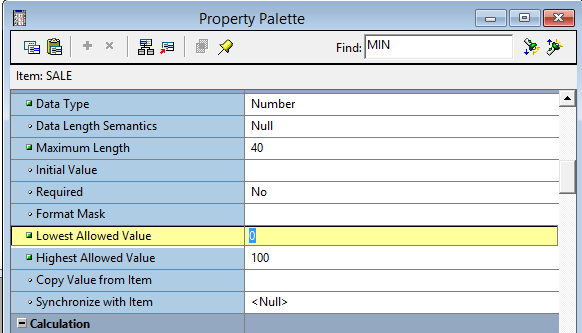 Property Palette
Find: MIN
Item: SALE
Data Type Number
Data Length Semantics Null
Maximum Length 40
Initial Value
Required No
Format Mask
Lowest Allowed Value 0
Highest Allowed Value 100
Copy Value from Item
Synchronize with Item <Null>
Calculation